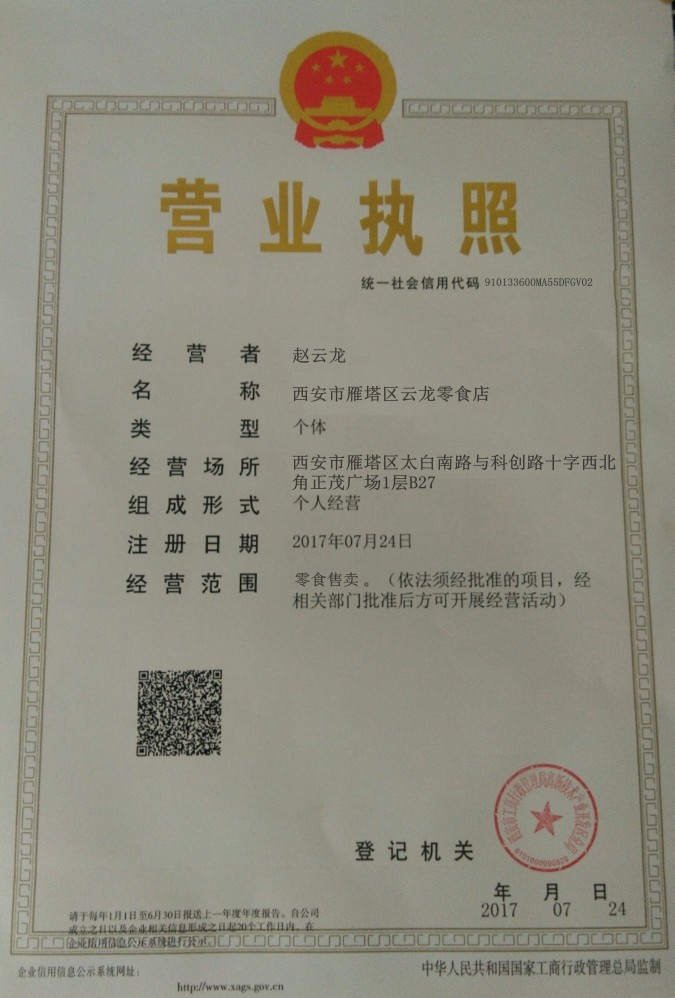 营业执照
统一社会信用代码 910133600MA55DFGV02
经营者 赵云龙
名称 西安市雁塔区云龙零食店
类型 个体
经营场所 西安市雁塔区太白南路与科创路十字西北
角正茂广场1层B27
组成形式 个人经营
注册日期 2017年07月24日
经营范围 零食售卖。（依法须经批准的项目，经
相关部门批准后方可开展经营活动）
登记机关
年 月 日
2017 07 24
请于每年1月1日至6月30日报送上一年度年度报告。自公司
成立之日以及企业相关信息形成之日起20个工作日内，在
企业信用信息公示系统进行公示。
企业信用信息公示系统网址：
http://www.xags.gov.cn
中华人民共和国国家工商行政管理总局监制